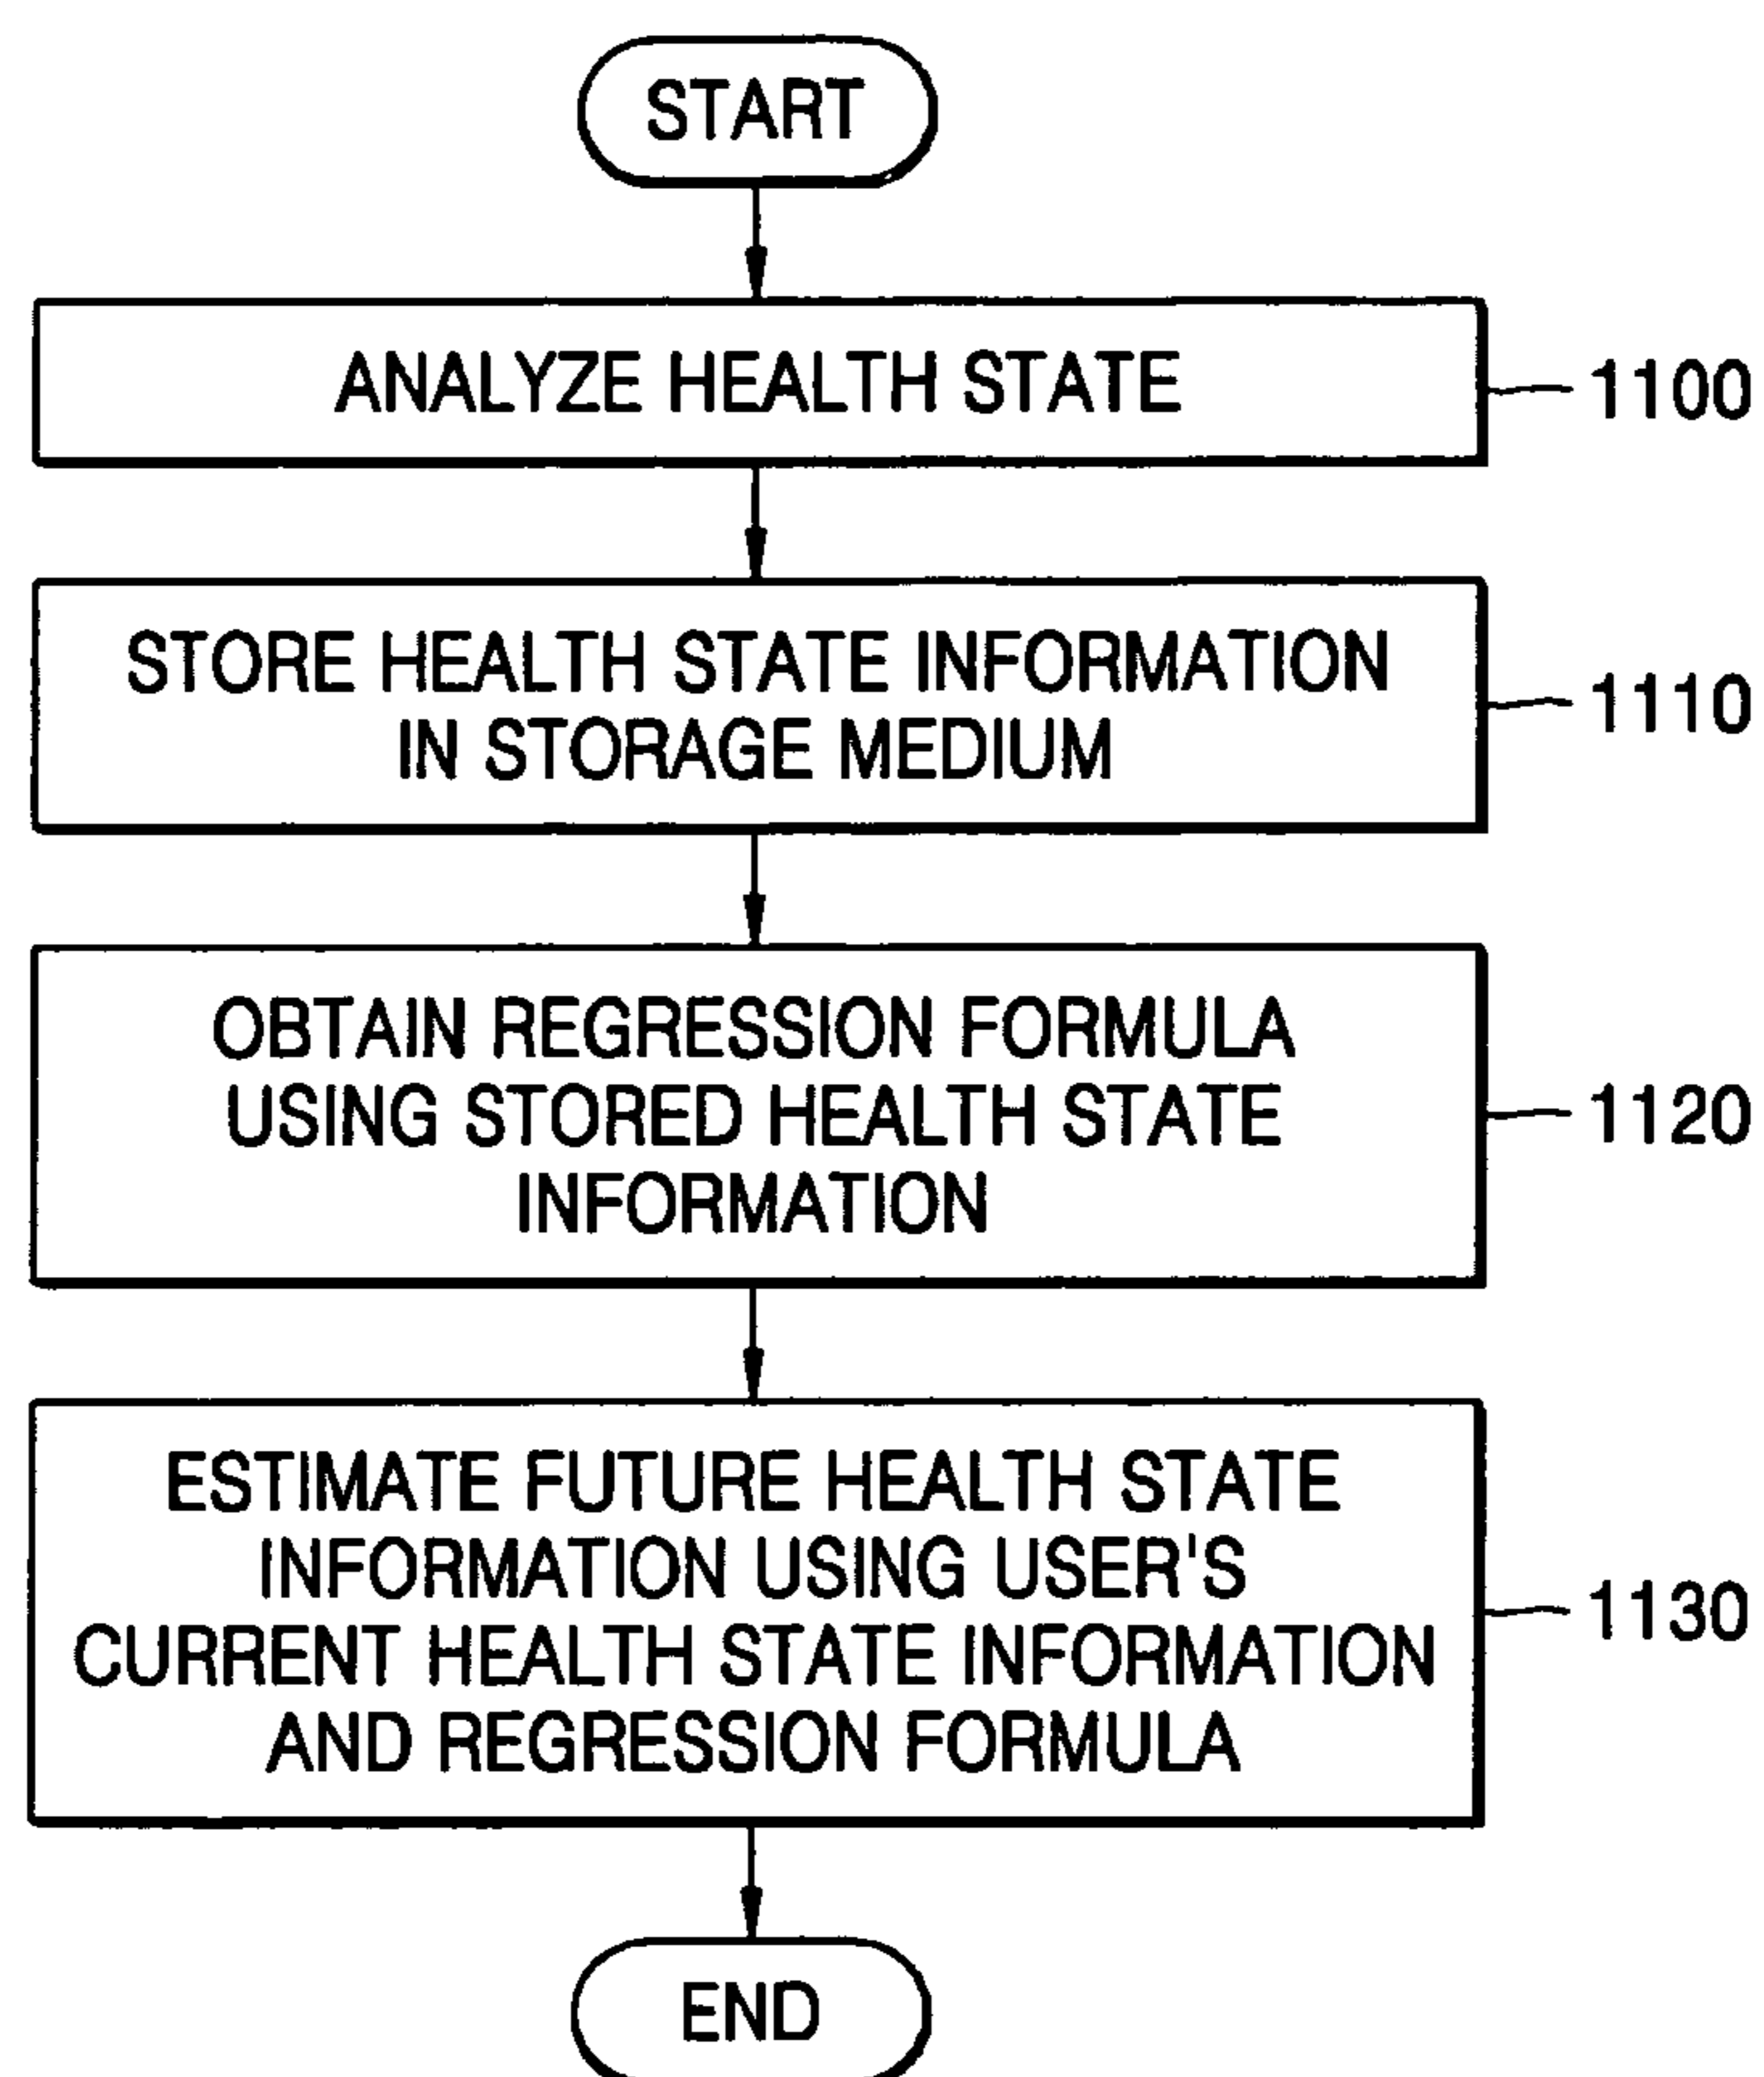 START
ANALYZE HEALTH STATE
1100
STORE HEALTH STATE INFORMATION
IN STORAGE MEDIUM
1110
OBTAIN REGRESSION FORMULA
USING STORED HEALTH STATE
INFORMATION
1120
ESTIMATE FUTURE HEALTH STATE
INFORMATION USING USER'S
CURRENT HEALTH STATE INFORMATION
AND REGRESSION FORMULA
1130
END